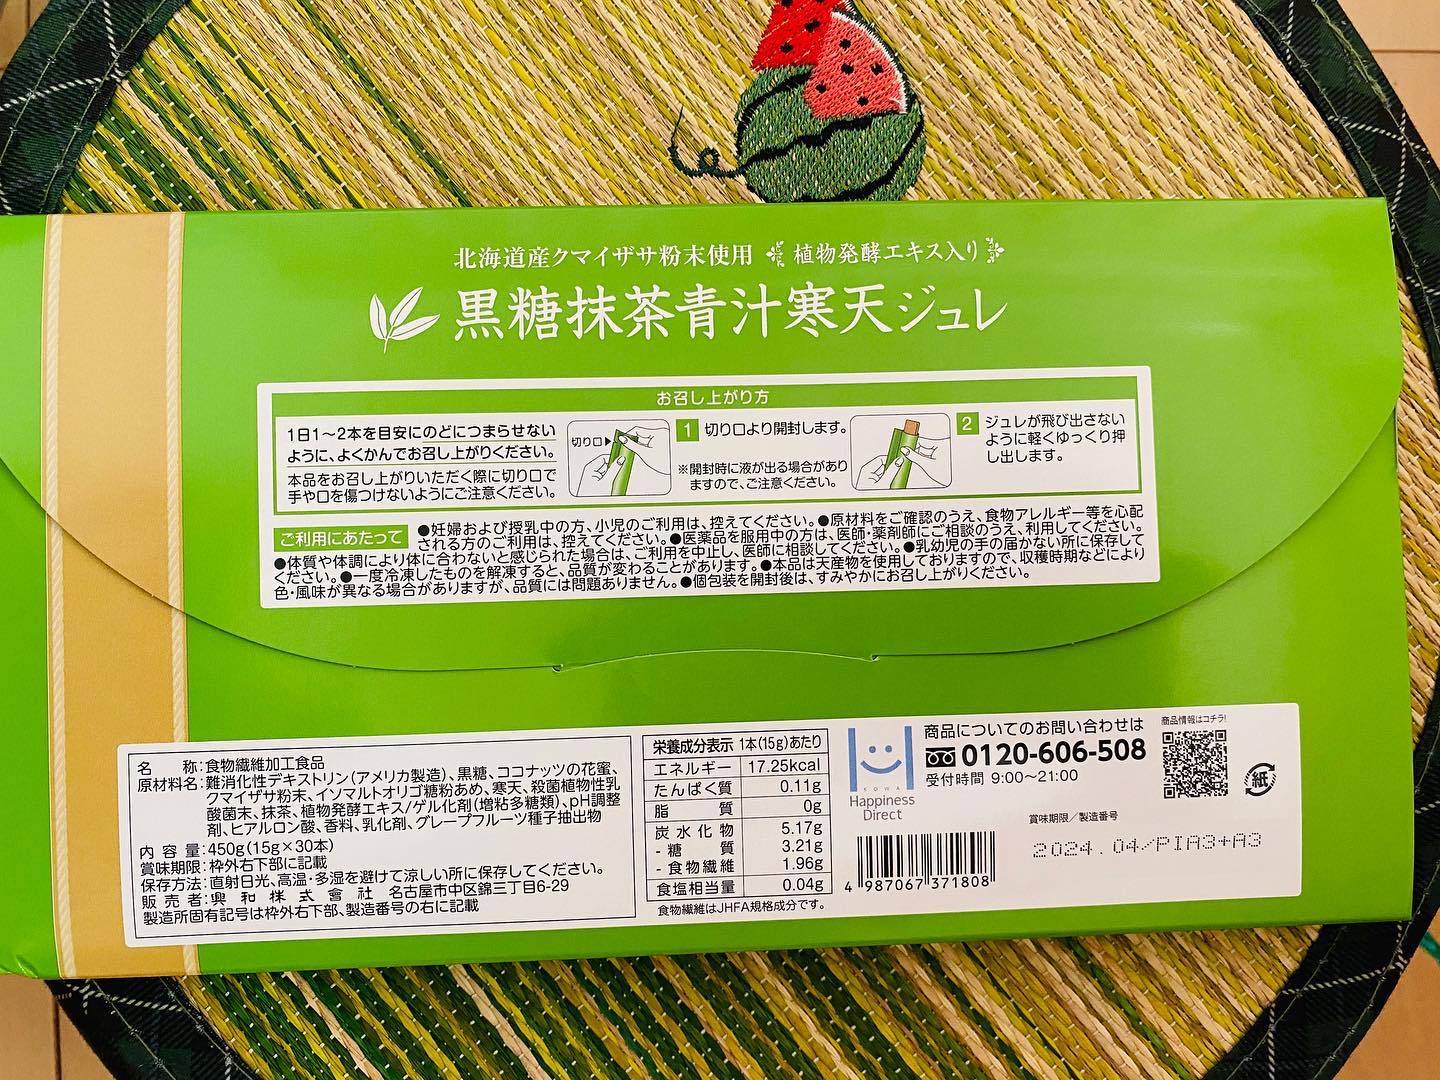 北海道産クマイザサ粉末使用 植物発酵エキス入り
黒糖抹茶青汁寒天ジュレ
お召し上がり方
1日1〜2本を目安にのどにつまらせない
ように、よくかんでお召し上がりください。
本品をお召し上がりいただく際に切り口で
手や口を傷つけないようにご注意ください。
切り口▶
1 切り口より開封します。
※開封時に液が出る場合があり
ますので、ご注意ください。
2 ジュレが飛び出さない
ように軽くゆっくり押
し出します。
ご利用にあたって ●妊婦および授乳中の方、小児のご利用は、控えてください。●原材料をご確認のうえ、食物アレルギー等を心配
される方のご利用は、控えてください。●医薬品を服用中の方は、医師・薬剤師にご相談のうえ、利用してください。
●体質や体調により体に合わないと感じられた場合は、ご利用を中止し、医師に相談してください。●乳幼児の手の届かない所に保存して
ください。●一度冷凍したものを解凍すると、品質が変わることがあります。●本品は天産物を使用しておりますので、収穫時期などにより
色・風味が異なる場合がありますが、品質には問題ありません。●個包装を開封後は、すみやかにお召し上がりください。
名 称:食物繊維加工食品
原材料名:難消化性デキストリン(アメリカ製造)、黒糖、ココナッツの花蜜、
クマイザサ粉末、イソマルトオリゴ糖粉あめ、寒天、殺菌植物性乳
酸菌末、抹茶、植物発酵エキス/ゲル化剤(増粘多糖類)、pH調整
剤、ヒアルロン酸、香料、乳化剤、グレープフルーツ種子抽出物
内容量:450g(15g×30本)
賞味期限:枠外右下部に記載
保存方法:直射日光、高温・多湿を避けて涼しい所に保存してください。
販売者:興和株式會社 名古屋市中区錦三丁目6-29
製造所固有記号は枠外右下部、製造番号の右に記載
栄養成分表示 1本(15g)あたり
エネルギー 17.25kcal
たんぱく質 0.11g
脂質 0g
炭水化物 5.17g
-糖質 3.21g
-食物繊維 1.96g
食塩相当量 0.04g
食物繊維はJHFA規格成分です。
KOWA
Happiness
Direct
商品についてのお問い合わせは
0120-606-508
受付時間 9:00〜21:00
商品情報はコチラ!
紙
賞味期限/製造番号
2024.04/PIA3+A3
4 987067 371808